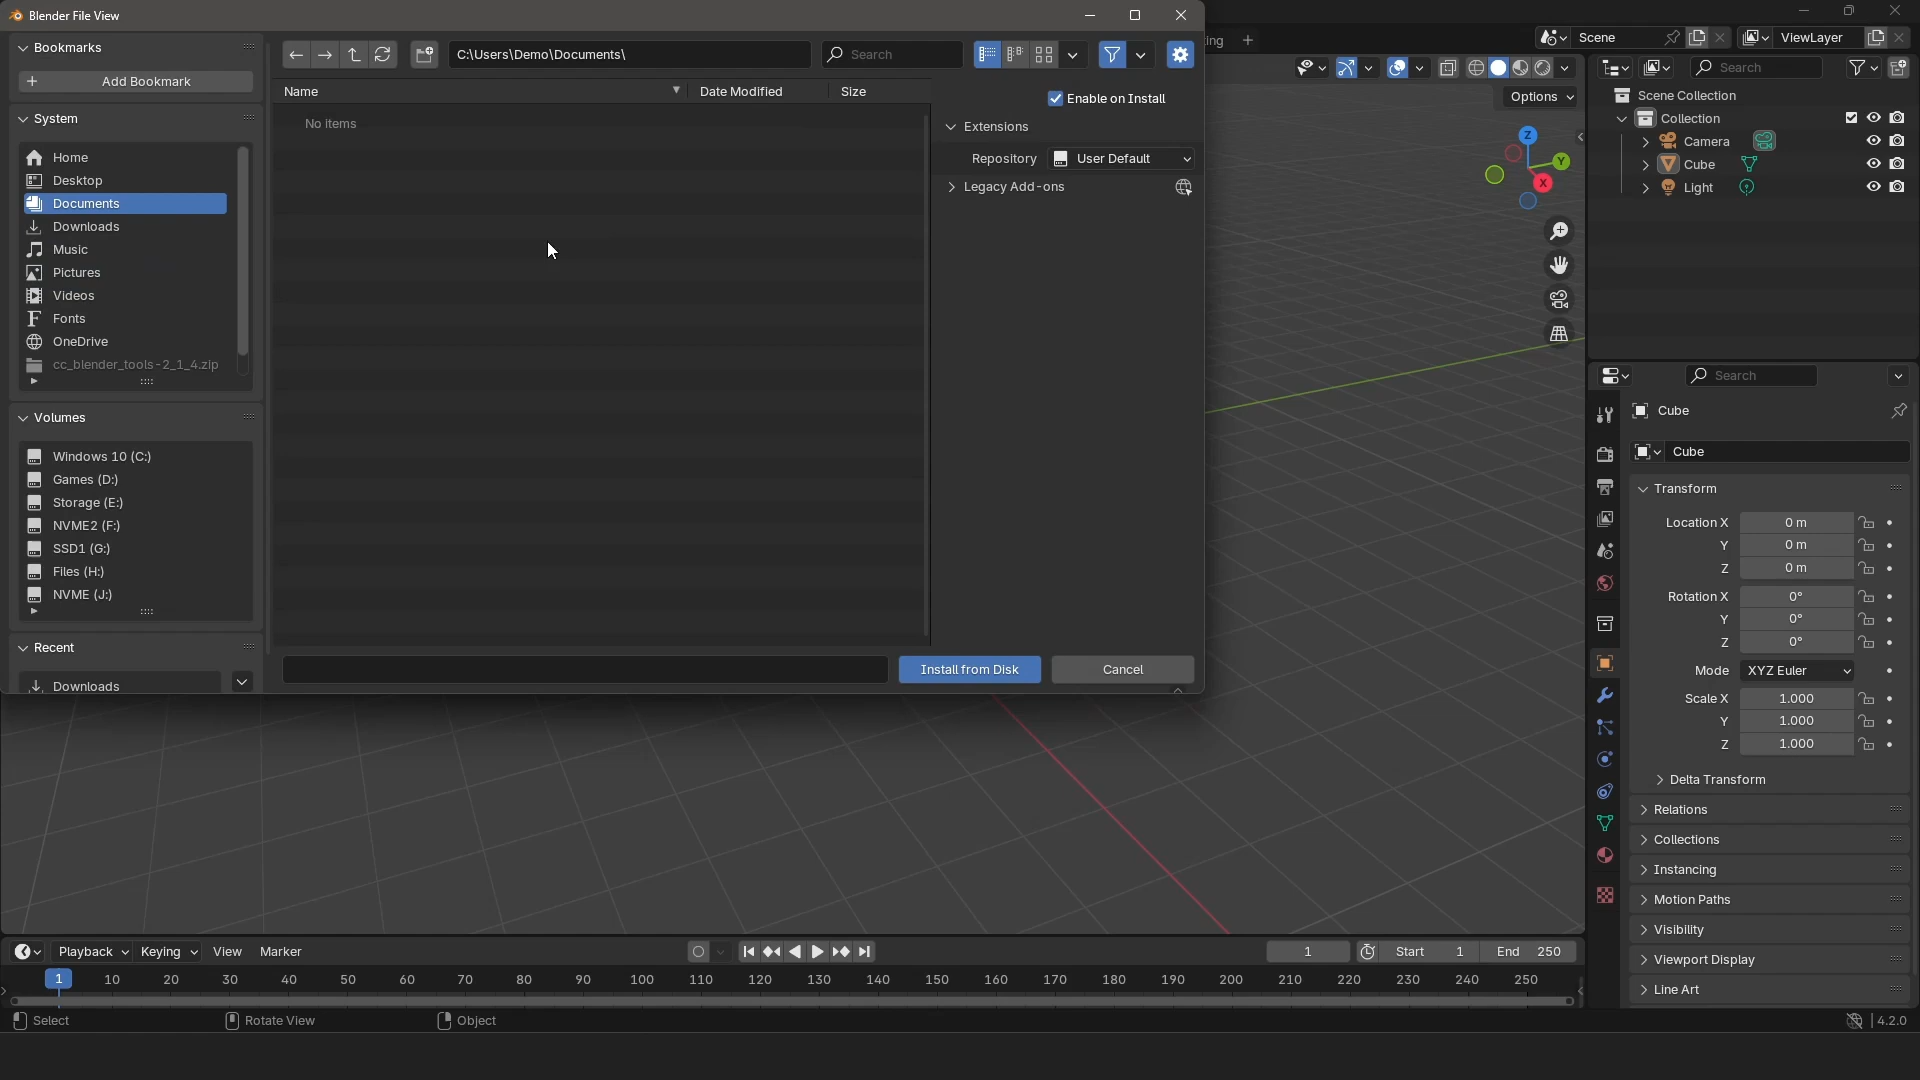 Blender File View
Bookmarks
Add Bookmark
System
Home
Desktop
Documents
Downloads
Music
Pictures
Videos
Fonts
OneDrive
cc_blender_tools-2_1_4.zip
Volumes
Windows 10 (C:)
Games (D:)
Storage (E:)
NVME2 (F:)
SSD1 (G:)
Files (H:)
NVME (J:)
Recent
Downloads
C:\Users\Demo\Documents\
Search
Name
Date Modified
Size
No items
Enable on Install
Extensions
Repository
User Default
Legacy Add-ons
Install from Disk
Cancel
ing
+
Scene
ViewLayer
Options
Z
Y
X
Search
Scene Collection
Collection
Camera
Cube
Light
Search
Cube
Cube
Transform
Location X 0 m
Y 0 m
Z 0 m
Rotation X 0°
Y 0°
Z 0°
Mode XYZ Euler
Scale X 1.000
Y 1.000
Z 1.000
Delta Transform
Relations
Collections
Instancing
Motion Paths
Visibility
Viewport Display
Line Art
Playback Keying View Marker
1
Start 1 End 250
1 10 20 30 40 50 60 70 80 90 100 110 120 130 140 150 160 170 180 190 200 210 220 230 240 250
Select
Rotate View
Object
4.2.0